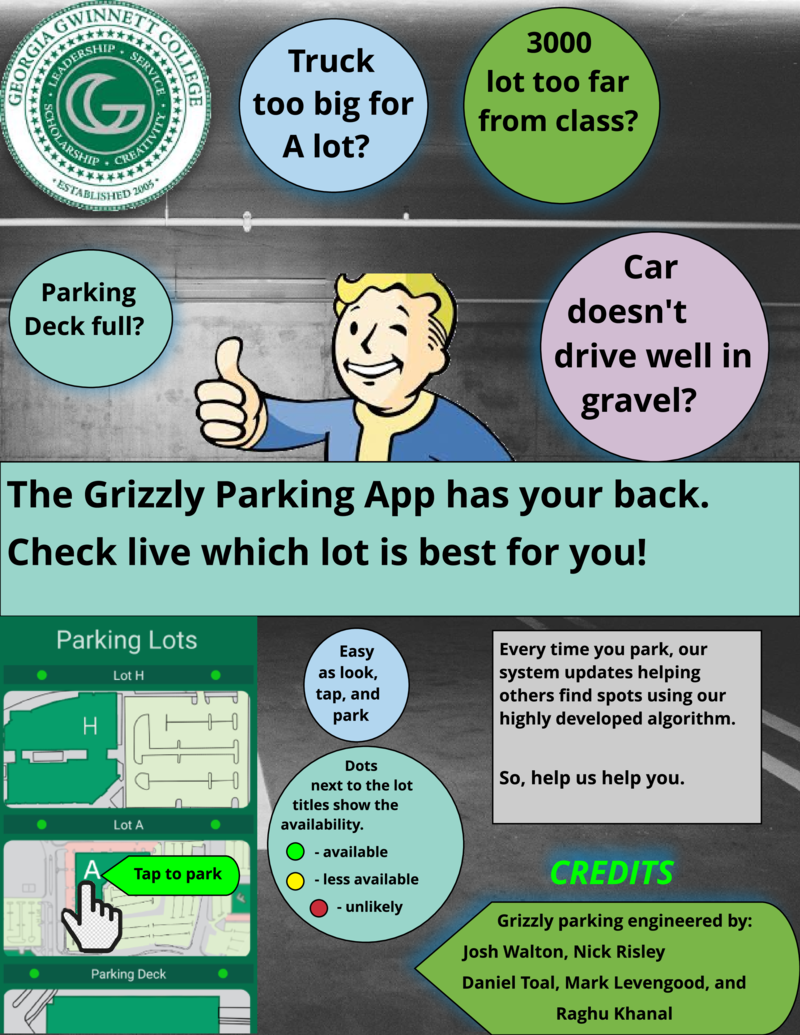 GEORGIA GWINNETT COLLEGE
LEADERSHIP · SERVICE
SCHOLARSHIP · CREATIVITY
· ESTABLISHED 2005 ·
G
Truck
too big for
A lot?
3000
lot too far
from class?
Parking
Deck full?
Car
doesn't
drive well in
gravel?
The Grizzly Parking App has your back.
Check live which lot is best for you!
Parking Lots
Lot H
H
Lot A
A
Tap to park
Parking Deck
Easy
as look,
tap, and
park
Dots
next to the lot
titles show the
availability.
- available
- less available
- unlikely
Every time you park, our
system updates helping
others find spots using our
highly developed algorithm.
So, help us help you.
CREDITS
Grizzly parking engineered by:
Josh Walton, Nick Risley
Daniel Toal, Mark Levengood, and
Raghu Khanal